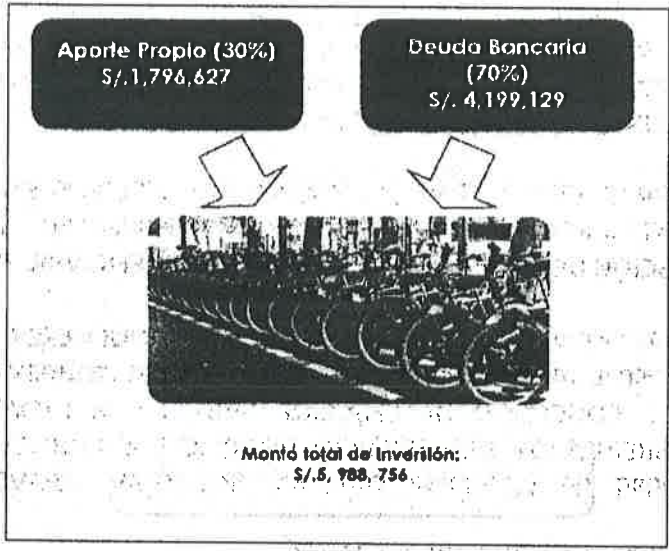 Aporte Propio (30%)
S/.1,796,627
Deuda Bancaria
(70%)
S/. 4,199,129
Monto total de Inversión:
S/.5, 988, 756